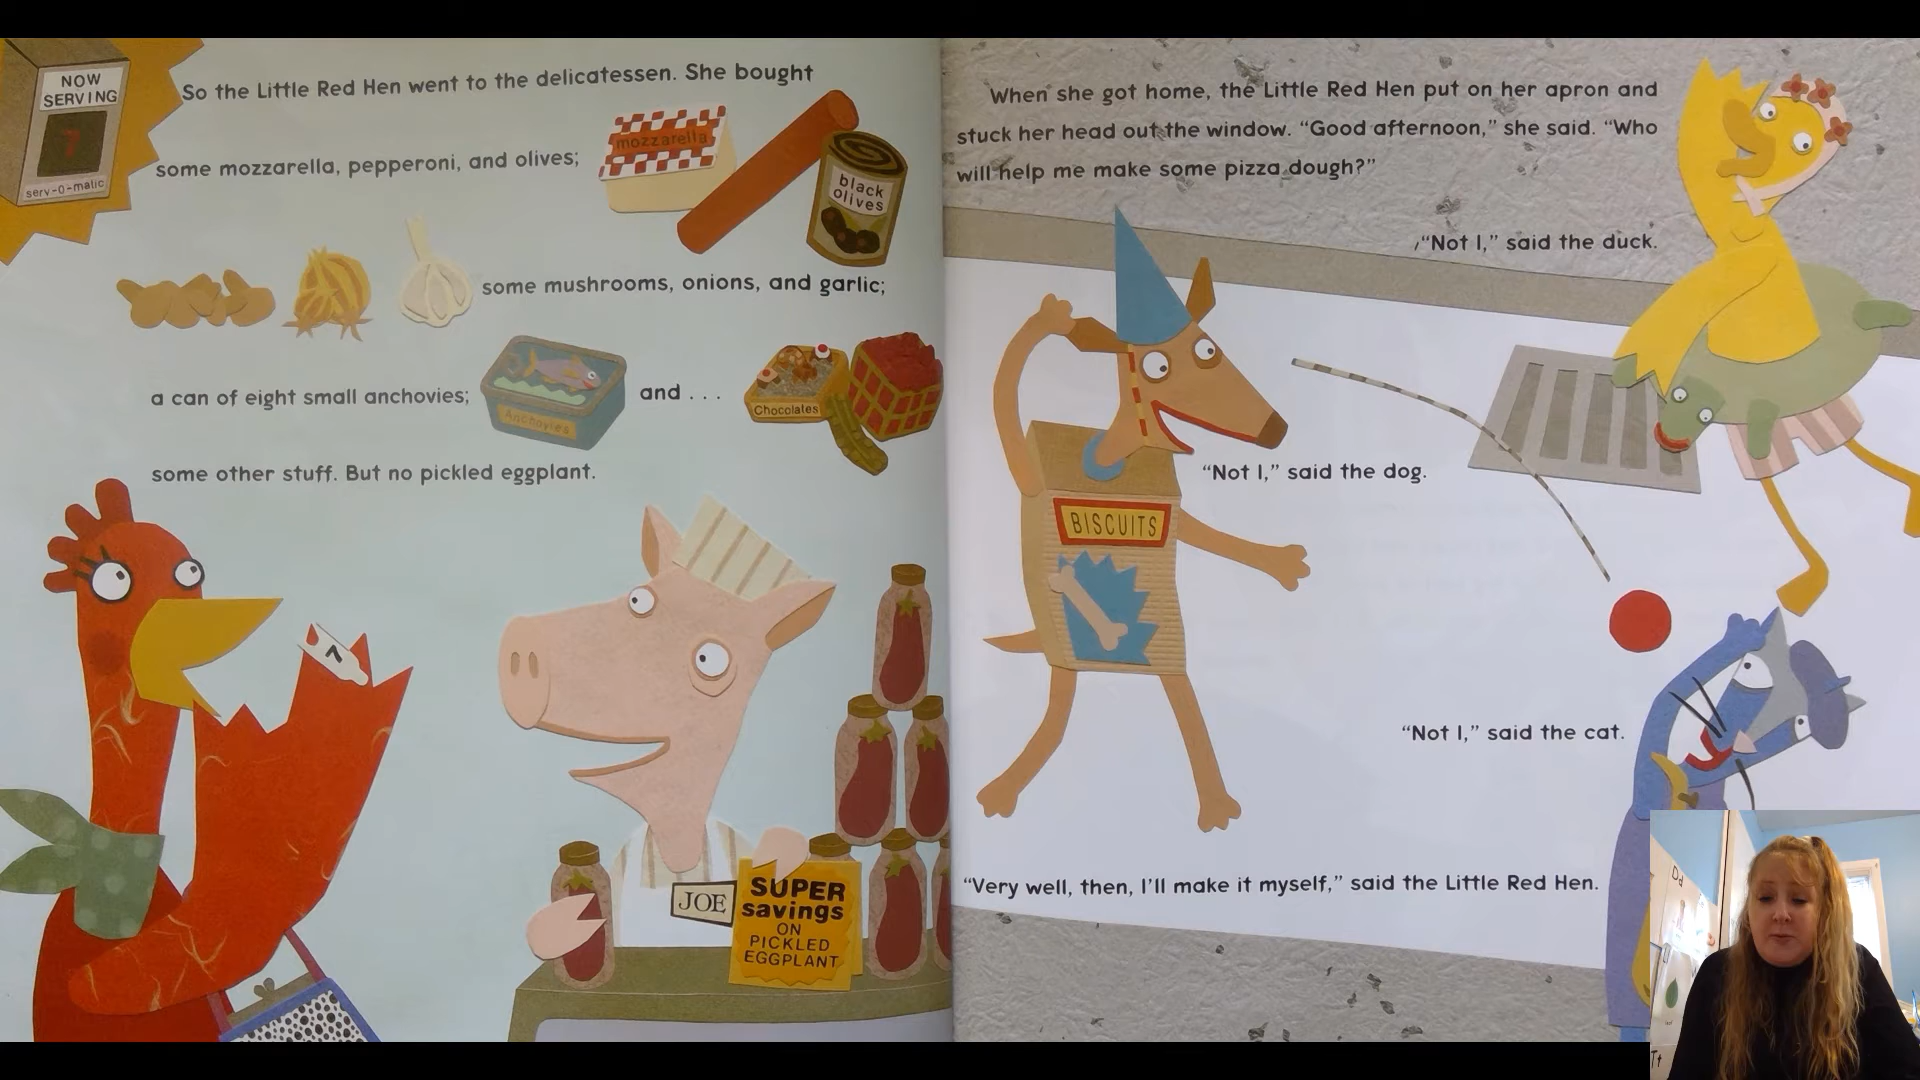 NOW
SERVING
7
serv-o-matic
So the Little Red Hen went to the delicatessen. She bought
mozzarella
some mozzarella, pepperoni, and olives;
black
olives
some mushrooms, onions, and garlic;
a can of eight small anchovies;
Anchovies
and . . .
Chocolates
some other stuff. But no pickled eggplant.
7
JOE
SUPER
savings
ON
PICKLED
EGGPLANT
When she got home, the Little Red Hen put on her apron and
stuck her head out the window. “Good afternoon,” she said. “Who
will help me make some pizza dough?”
“Not I,” said the duck.
“Not I,” said the dog.
BISCUITS
“Not I,” said the cat.
“Very well, then, I’ll make it myself,” said the Little Red Hen.
Dd
Tt